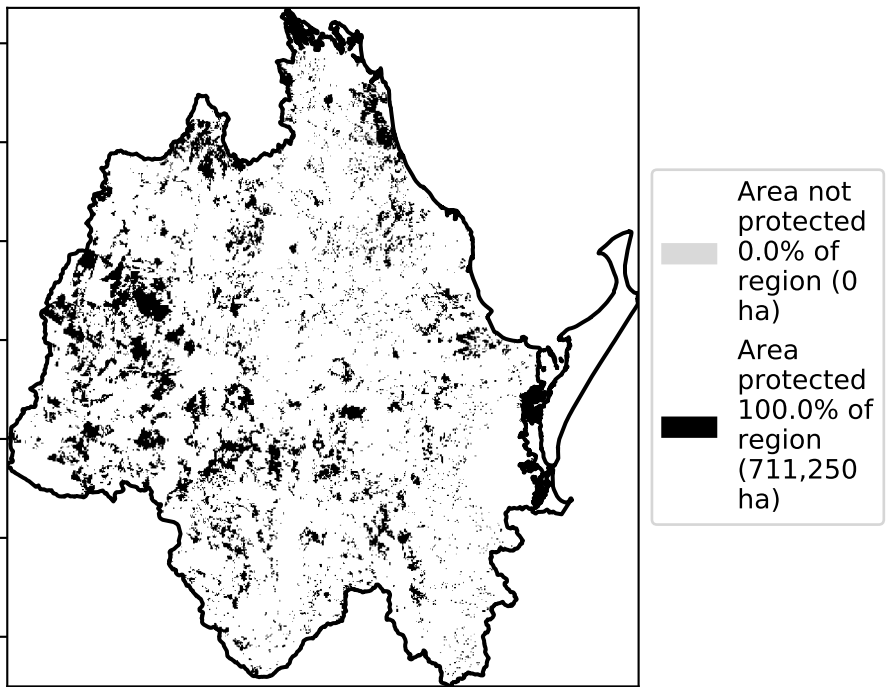 Area not
protected
0.0% of
region (0
ha)
Area
protected
100.0% of
region
(711,250
ha)